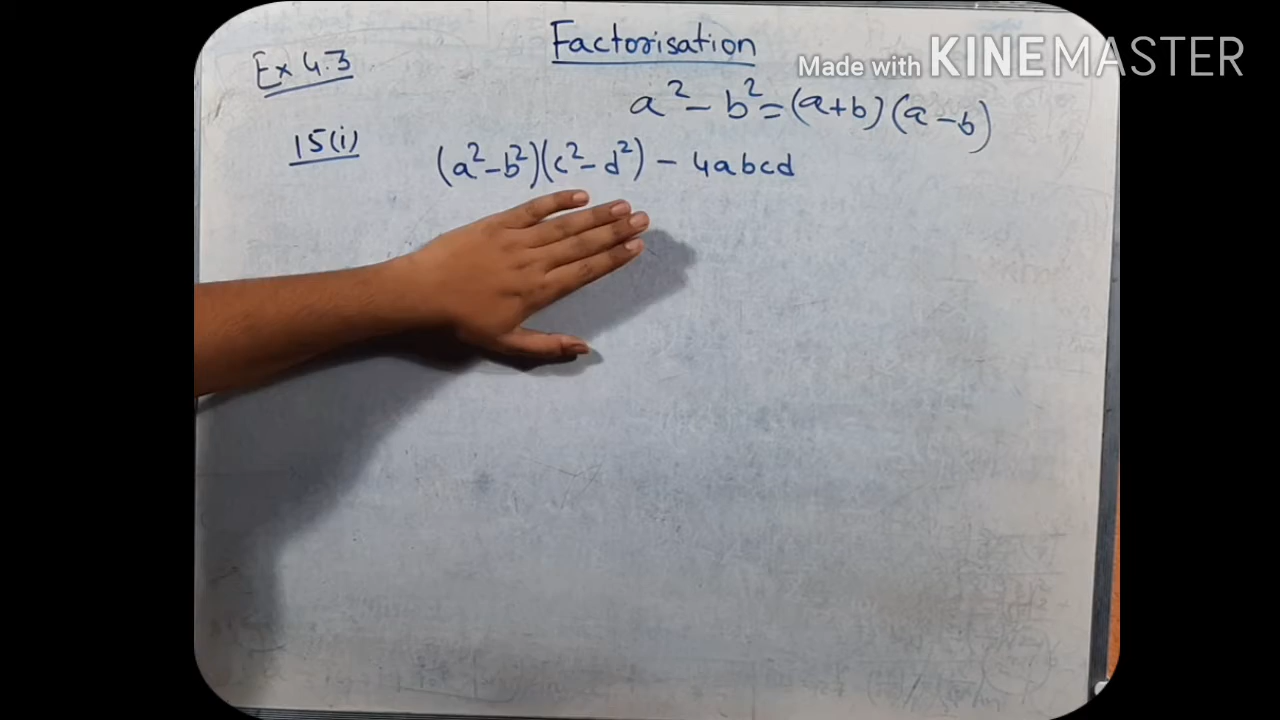 Factorisation
Made with KINEMASTER
Ex 4.3
a² - b² = (a+b) (a-b)
15(i)
(a²-b²)(c²-d²) - 4abcd